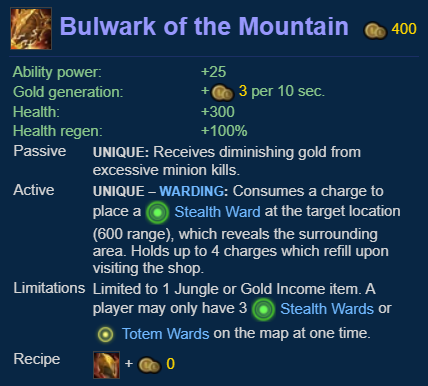 Bulwark of the Mountain 400
Ability power: +25
Gold generation: + 3 per 10 sec.
Health: +300
Health regen: +100%
Passive UNIQUE: Receives diminishing gold from
excessive minion kills.
Active UNIQUE – WARDING: Consumes a charge to
place a Stealth Ward at the target location
(600 range), which reveals the surrounding
area. Holds up to 4 charges which refill upon
visiting the shop.
Limitations Limited to 1 Jungle or Gold Income item. A
player may only have 3 Stealth Wards or
Totem Wards on the map at one time.
Recipe + 0